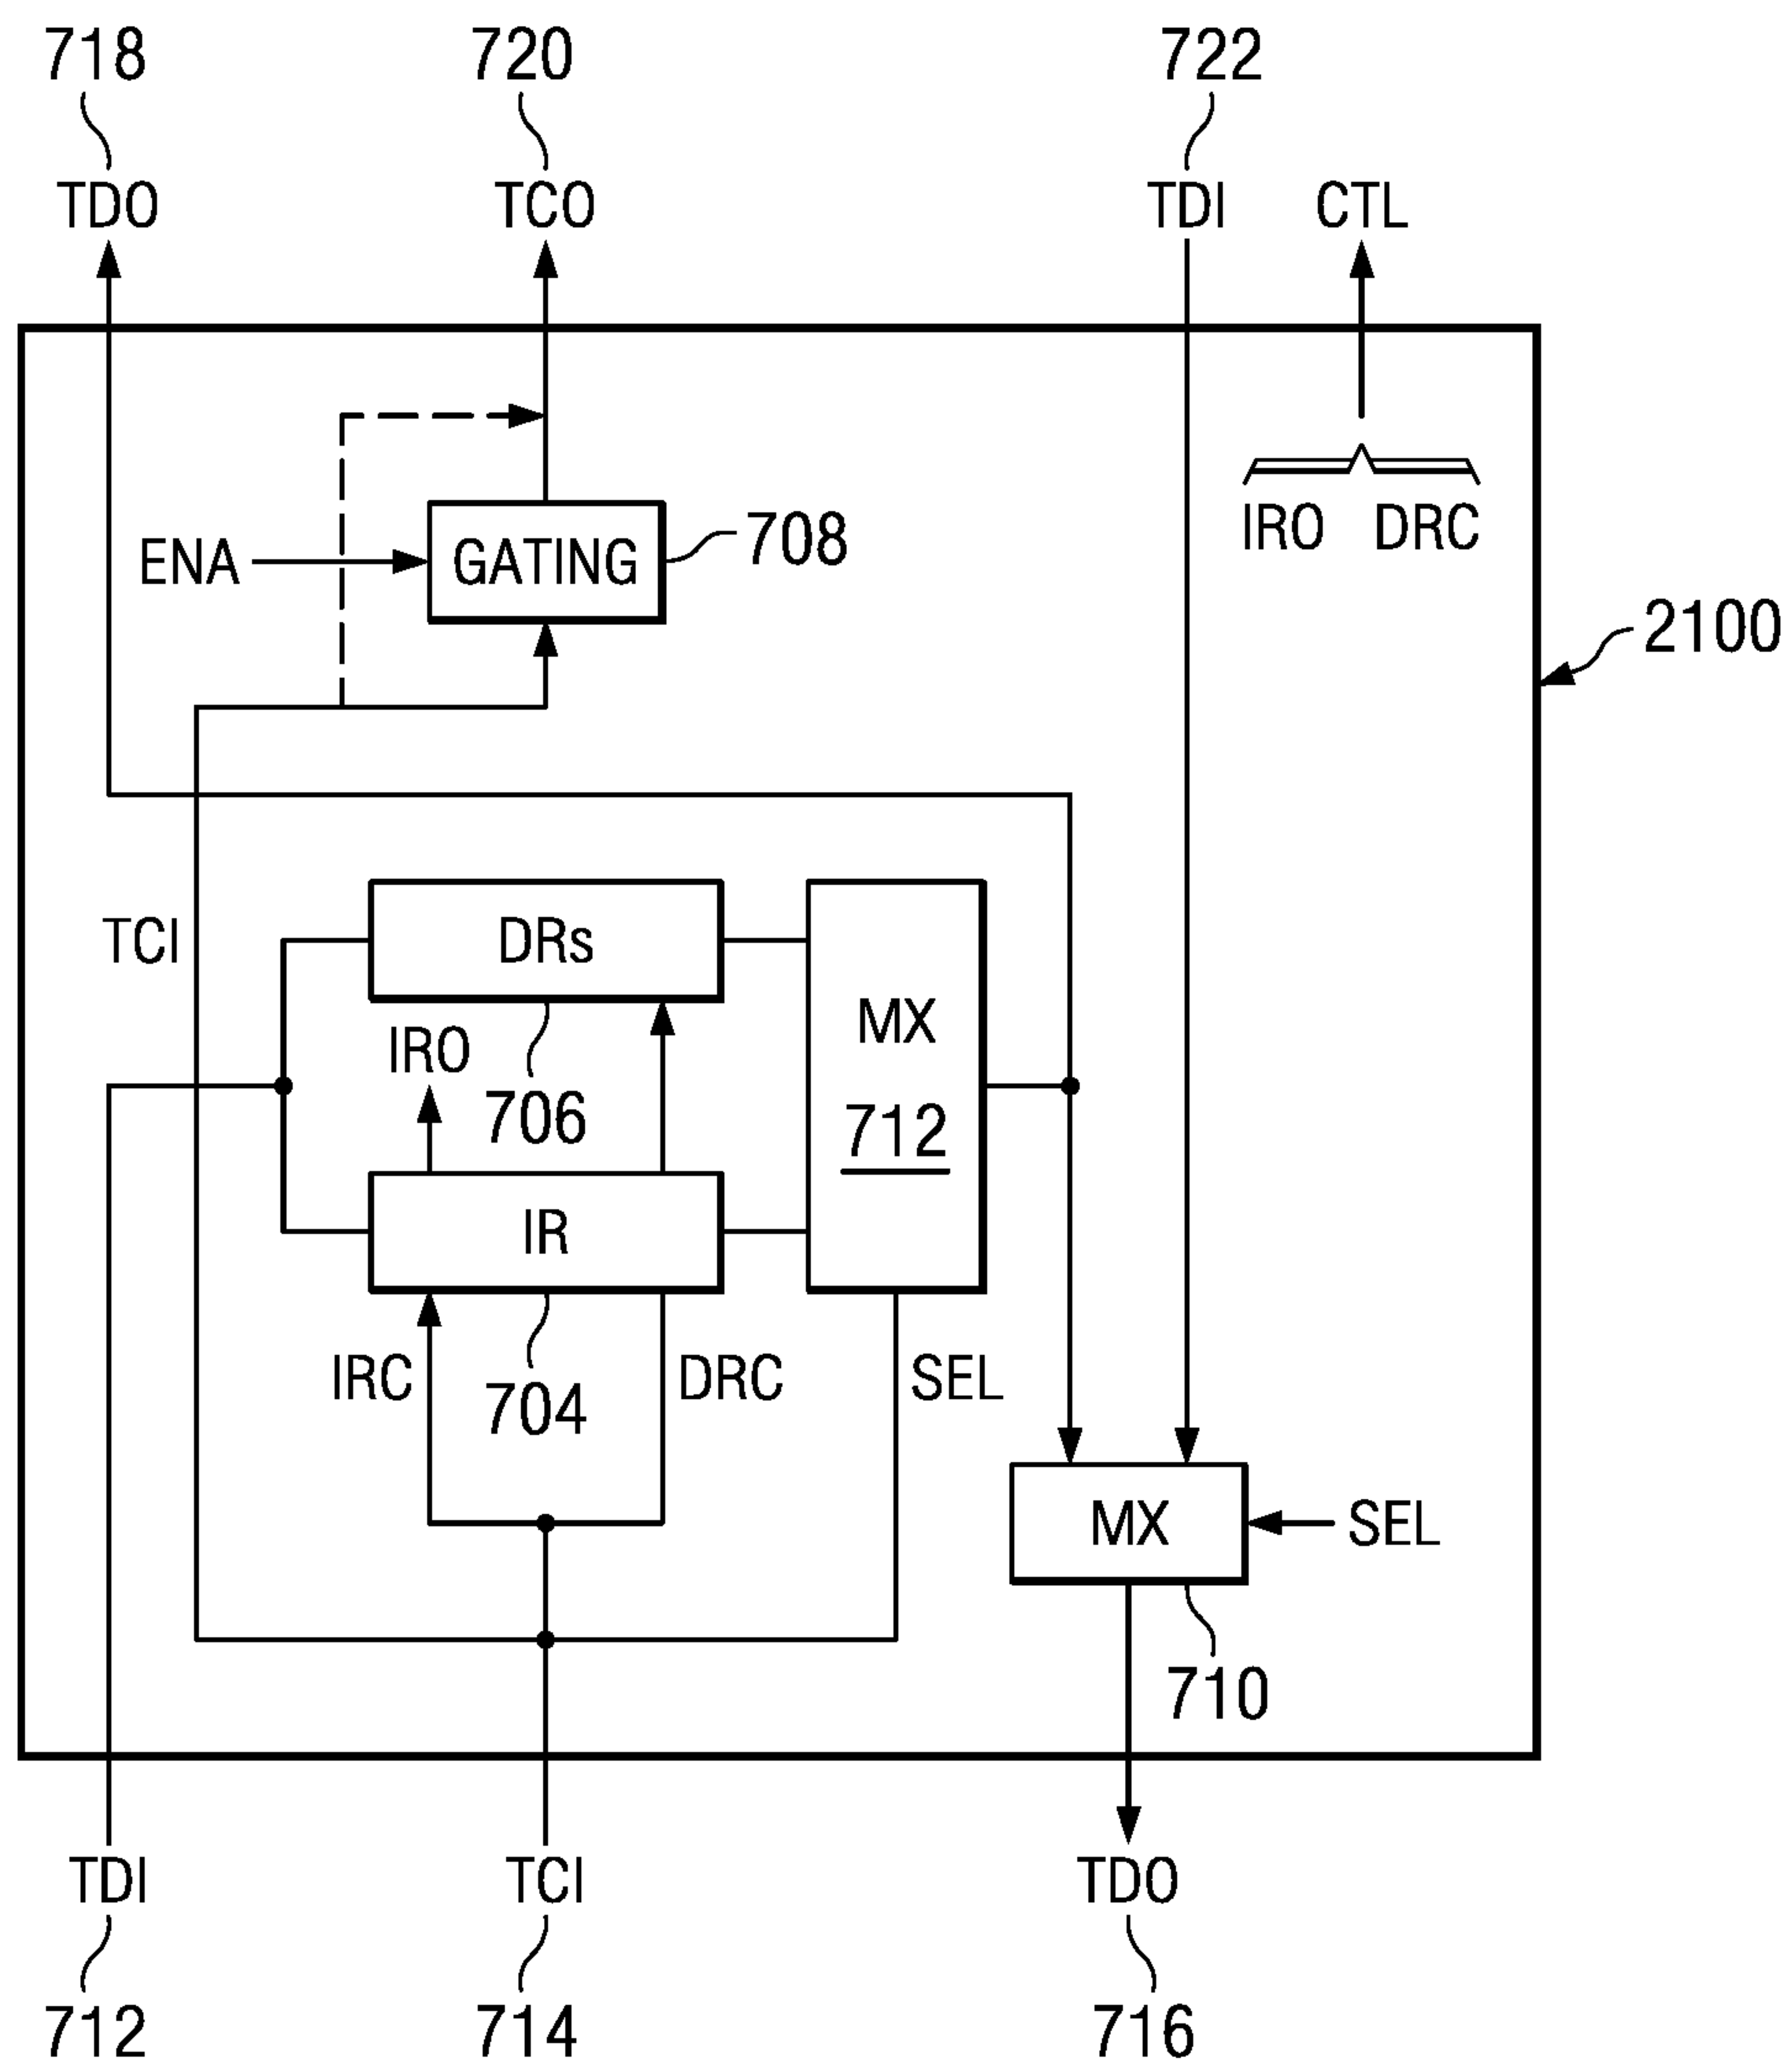 718 720 722
TDO TCO TDI CTL
IRO DRC
ENA GATING 708
2100
TCI DRs
MX
IRO
706 712
IR
IRC DRC SEL
704
MX SEL
710
TDI TCI TDO
712 714 716